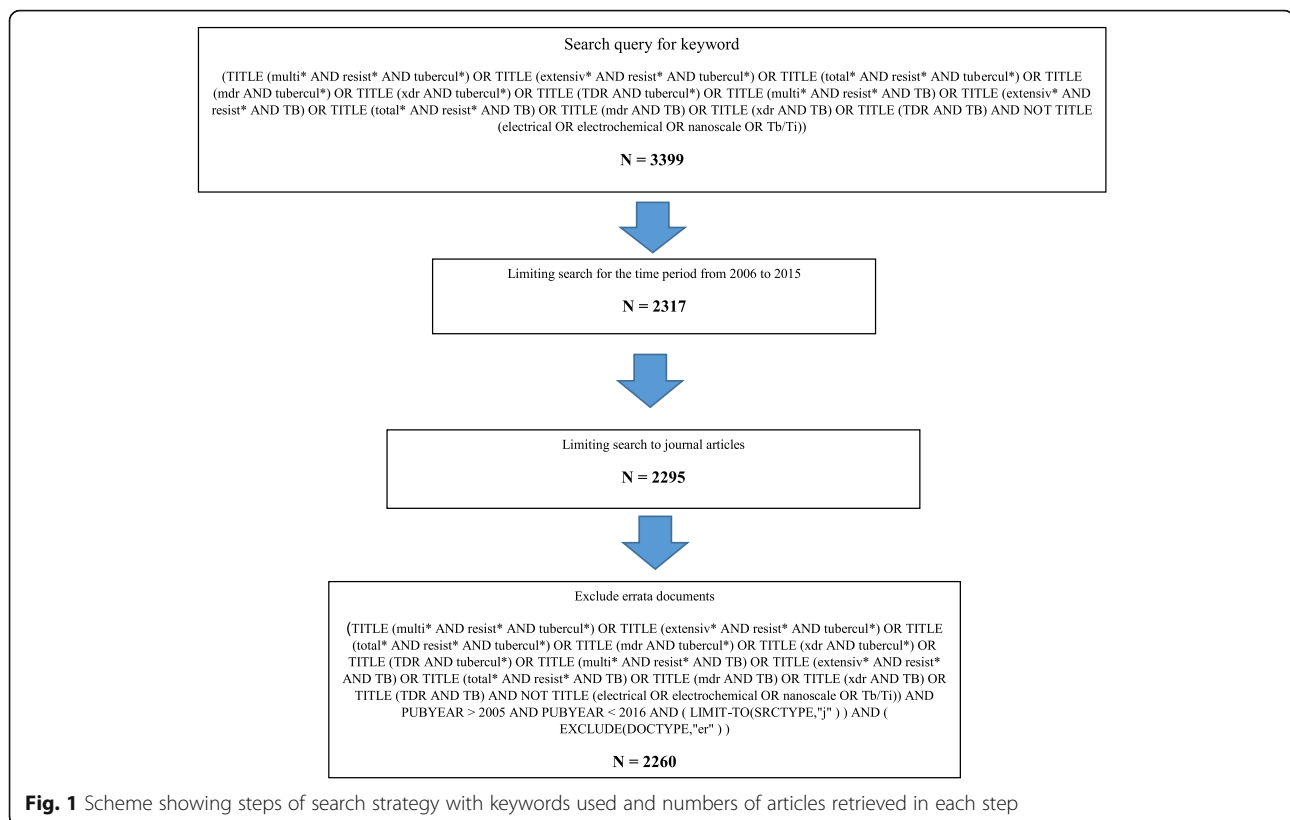 Search query for keyword
(TITLE (multi* AND resist* AND tubercul*) OR TITLE (extensiv* AND resist* AND tubercul*) OR TITLE (total* AND resist* AND tubercul*) OR TITLE
(mdr AND tubercul*) OR TITLE (xdr AND tubercul*) OR TITLE (TDR AND tubercul*) OR TITLE (multi* AND resist* AND TB) OR TITLE (extensiv* AND
resist* AND TB) OR TITLE (total* AND resist* AND TB) OR TITLE (mdr AND TB) OR TITLE (xdr AND TB) OR TITLE (TDR AND TB) AND NOT TITLE
(electrical OR electrochemical OR nanoscale OR Tb/Ti))
N = 3399
Limiting search for the time period from 2006 to 2015
N = 2317
Limiting search to journal articles
N = 2295
Exclude errata documents
(TITLE (multi* AND resist* AND tubercul*) OR TITLE (extensiv* AND resist* AND tubercul*) OR TITLE
(total* AND resist* AND tubercul*) OR TITLE (mdr AND tubercul*) OR TITLE (xdr AND tubercul*) OR
TITLE (TDR AND tubercul*) OR TITLE (multi* AND resist* AND TB) OR TITLE (extensiv* AND resist*
AND TB) OR TITLE (total* AND resist* AND TB) OR TITLE (mdr AND TB) OR TITLE (xdr AND TB) OR
TITLE (TDR AND TB) AND NOT TITLE (electrical OR electrochemical OR nanoscale OR Tb/Ti)) AND
PUBYEAR > 2005 AND PUBYEAR < 2016 AND ( LIMIT-TO(SRCTYPE,"j" ) ) AND (
EXCLUDE(DOCTYPE,"er" ) )
N = 2260
Fig. 1 Scheme showing steps of search strategy with keywords used and numbers of articles retrieved in each step